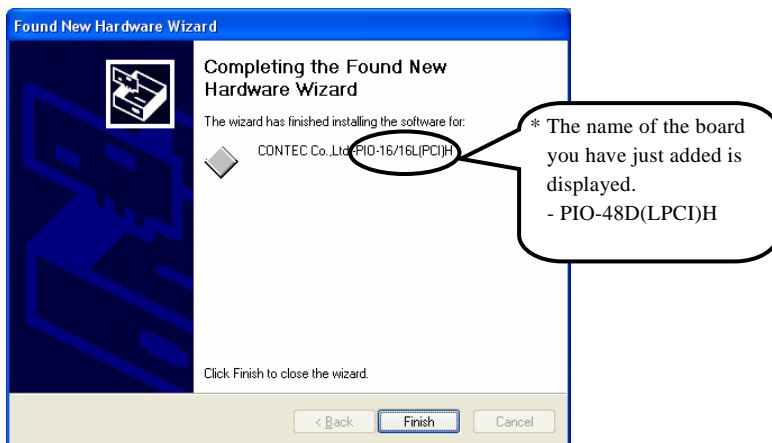 Found New Hardware Wizard
Completing the Found New
Hardware Wizard
The wizard has finished installing the software for:
CONTEC Co.,Ltd.PIO-16/16L(PCI)H
* The name of the board
you have just added is
displayed.
- PIO-48D(LPCI)H
Click Finish to close the wizard.
< Back
Finish
Cancel